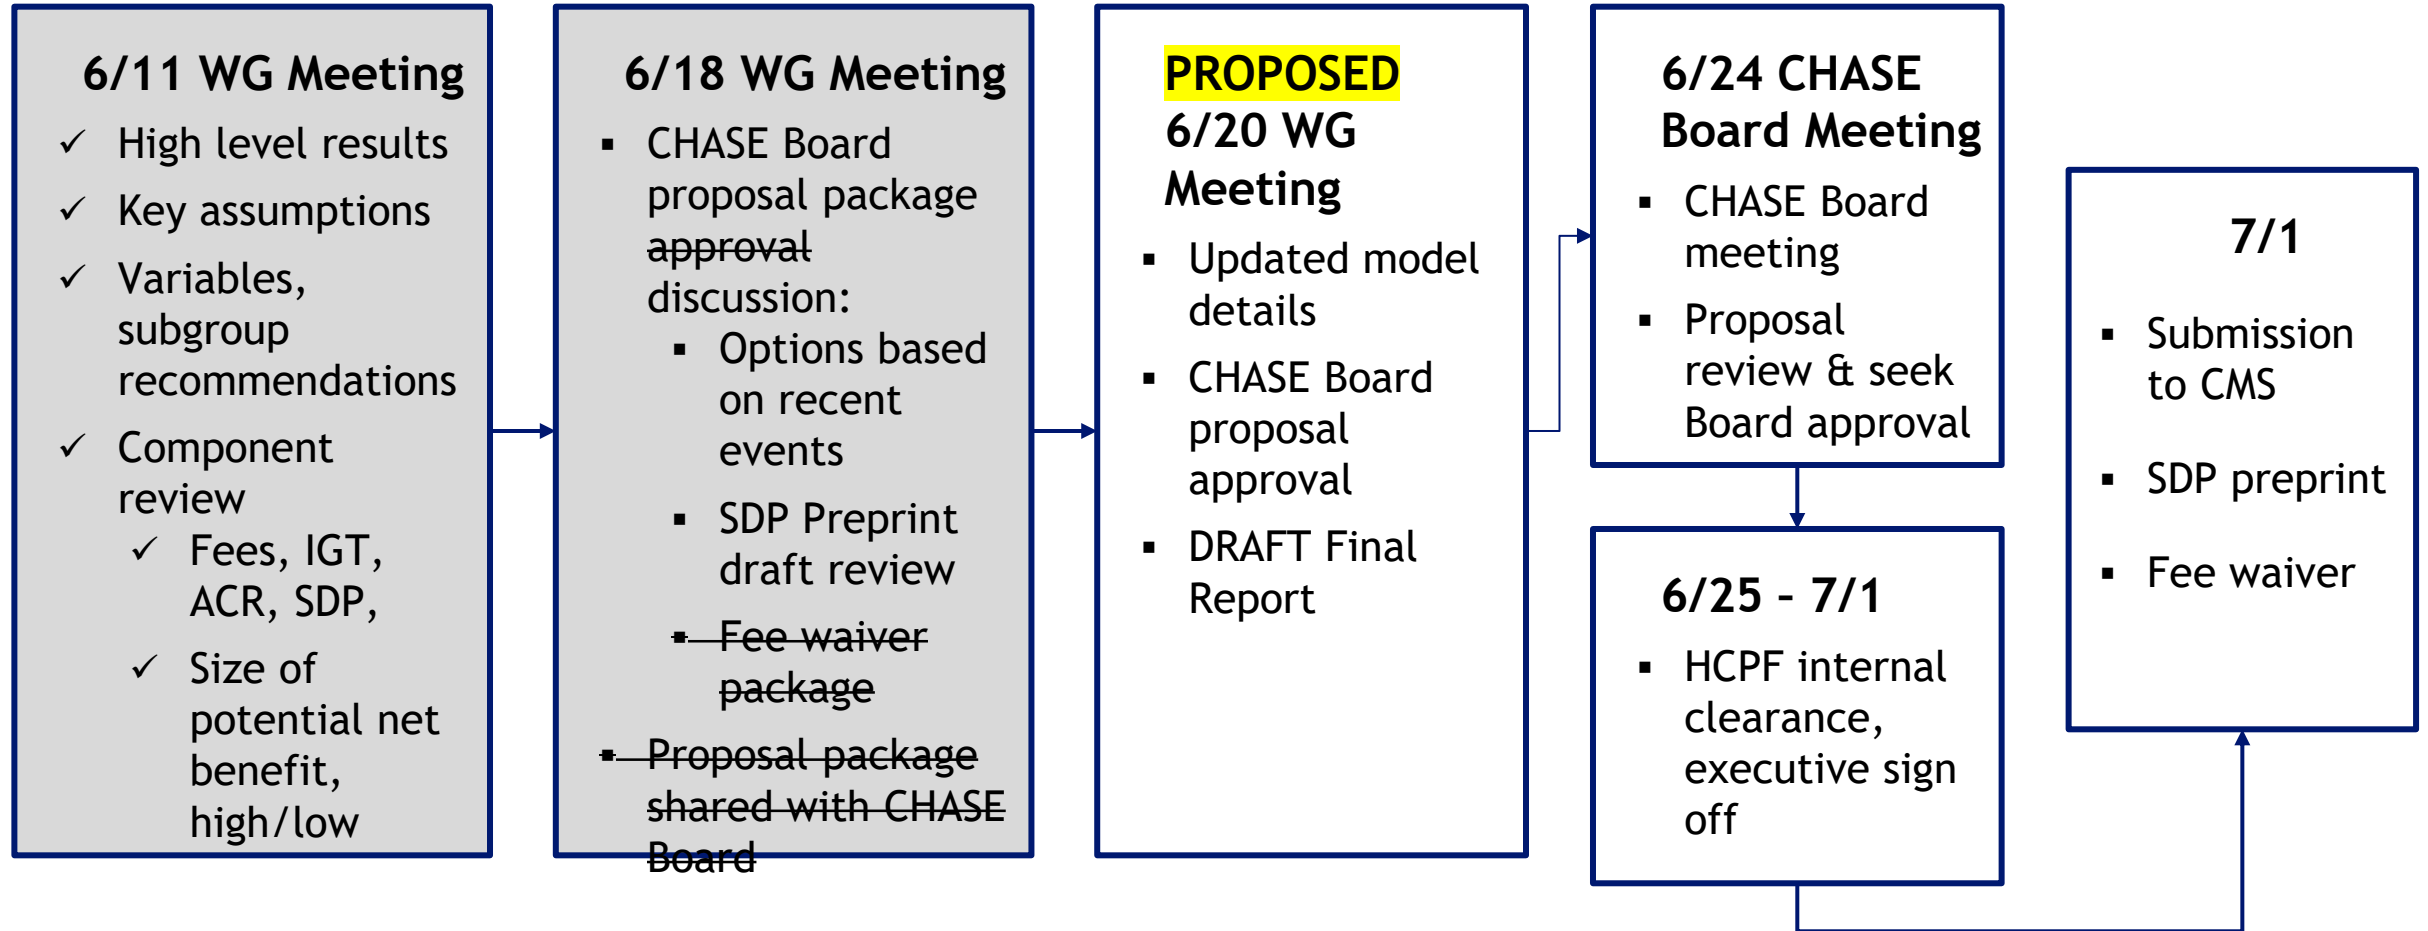 6/11 WG Meeting
✓ High level results
✓ Key assumptions
✓ Variables,
subgroup
recommendations
✓ Component
review
✓ Fees, IGT,
ACR, SDP,
✓ Size of
potential net
benefit,
high/low
6/18 WG Meeting
▪ CHASE Board
proposal package
approval
discussion:
▪ Options based
on recent
events
▪ SDP Preprint
draft review
▪ Fee waiver
package
▪ Proposal package
shared with CHASE
Board
PROPOSED
6/20 WG
Meeting
▪ Updated model
details
▪ CHASE Board
proposal
approval
▪ DRAFT Final
Report
6/24 CHASE
Board Meeting
▪ CHASE Board
meeting
▪ Proposal
review & seek
Board approval
6/25 – 7/1
▪ HCPF internal
clearance,
executive sign
off
7/1
▪ Submission
to CMS
▪ SDP preprint
▪ Fee waiver